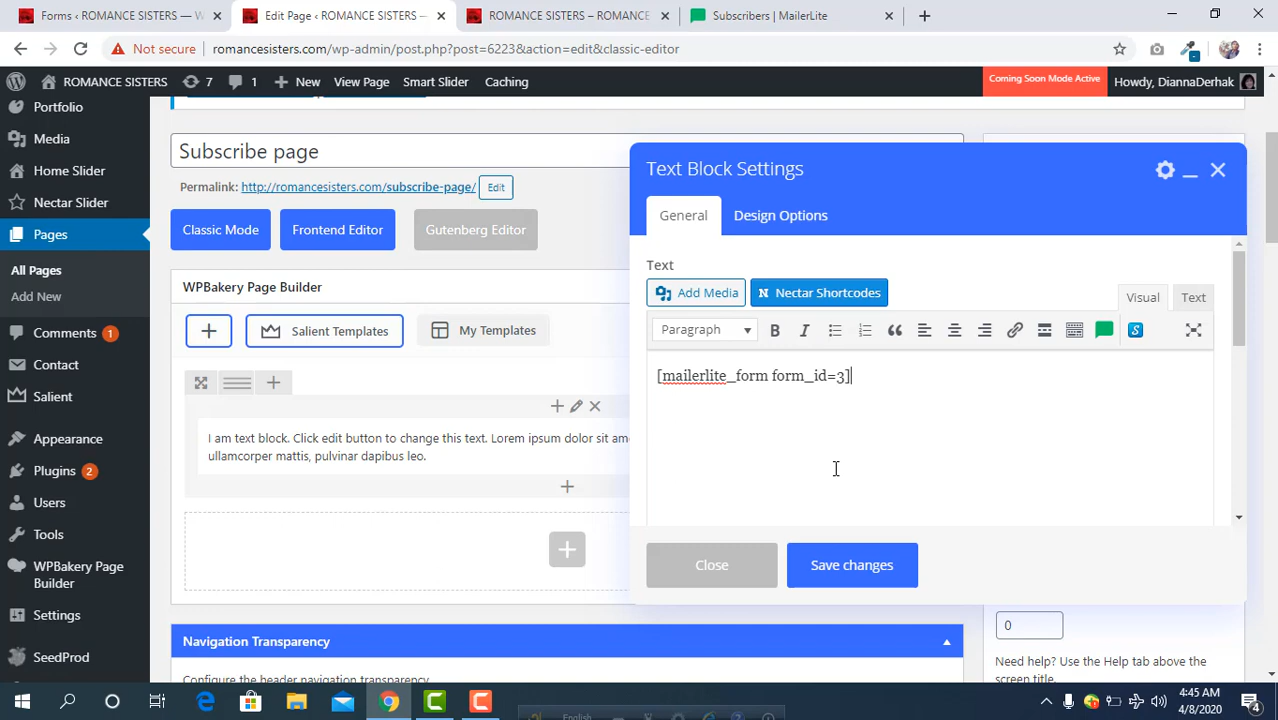 Forms ‹ ROMANCE SISTERS — W
Edit Page ‹ ROMANCE SISTERS —
ROMANCE SISTERS – ROMANCE
Subscribers | MailerLite
Not secure
romancesisters.com/wp-admin/post.php?post=6223&action=edit&classic-editor
ROMANCE SISTERS
7
1
New
View Page
Smart Slider
Caching
Coming Soon Mode Active
Howdy, DiannaDerhak
Portfolio
Media
Home Slider
Nectar Slider
Pages
All Pages
Add New
Comments 1
Contact
Salient
Appearance
Plugins 2
Users
Tools
WPBakery Page
Builder
Settings
SeedProd
Subscribe page
Permalink: http://romancesisters.com/subscribe-page/ Edit
Classic Mode
Frontend Editor
Gutenberg Editor
WPBakery Page Builder
Salient Templates
My Templates
I am text block. Click edit button to change this text. Lorem ipsum dolor sit am
ullamcorper mattis, pulvinar dapibus leo.
Navigation Transparency
Configure the header navigation transparency
Text Block Settings
General
Design Options
Text
Add Media
N Nectar Shortcodes
Visual
Text
Paragraph
B I
[mailerlite_form form_id=3]
Close
Save changes
0
Need help? Use the Help tab above the
screen title.
English
4:45 AM
4/8/2020
4